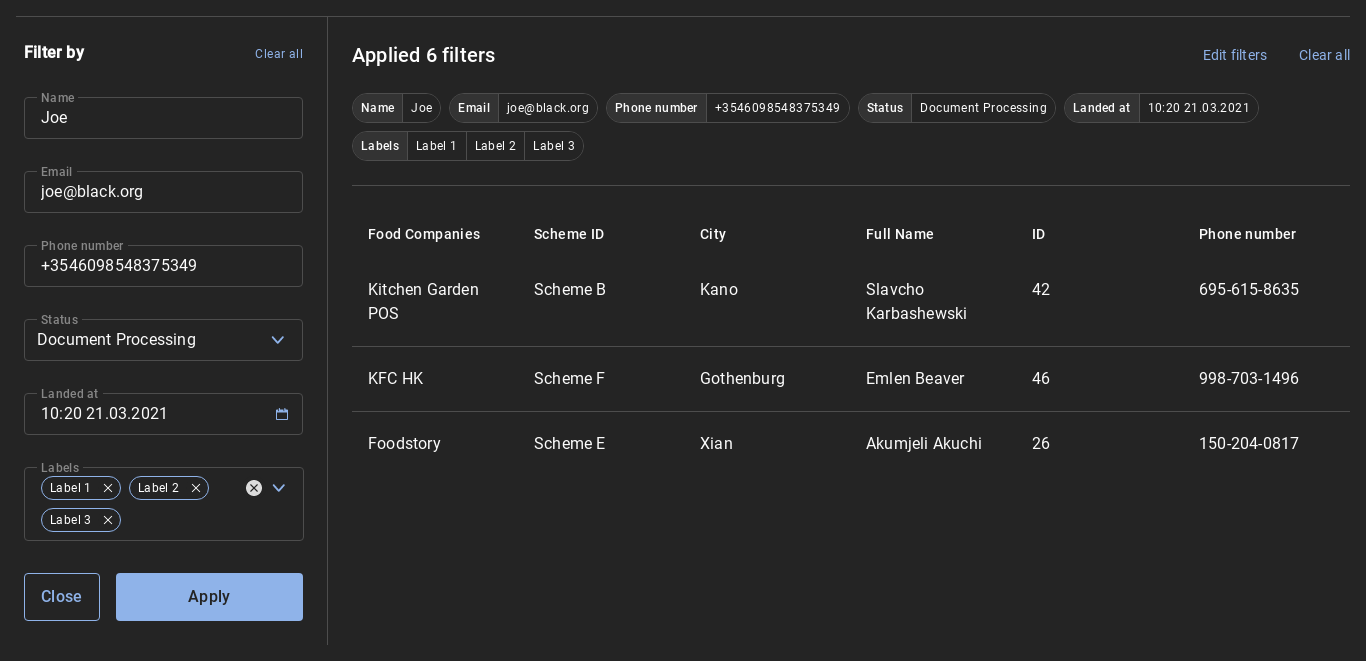 Filter by
Clear all
Name
Joe
Email
joe@black.org
Phone number
+3546098548375349
Status
Document Processing
Landed at
10:20 21.03.2021
Labels
Label 1 Label 2
Label 3
Close Apply
Applied 6 filters
Edit filters Clear all
Name Joe Email joe@black.org Phone number +3546098548375349 Status Document Processing Landed at 10:20 21.03.2021
Labels Label 1 Label 2 Label 3
Food Companies Scheme ID City Full Name ID Phone number
Kitchen Garden Scheme B Kano Slavcho 42 695-615-8635
POS Karbashewski
KFC HK Scheme F Gothenburg Emlen Beaver 46 998-703-1496
Foodstory Scheme E Xian Akumjeli Akuchi 26 150-204-0817